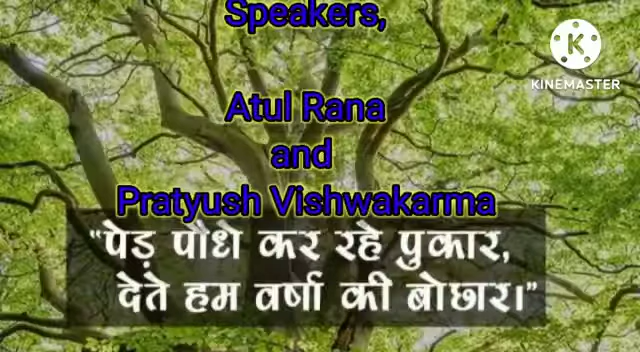 Speakers,
K
KINEMASTER
Atul Rana
and
Pratyush Vishwakarma
"पेड़ पौधे कर रहे पुकार,
देते हम वर्षा की बोछार।"